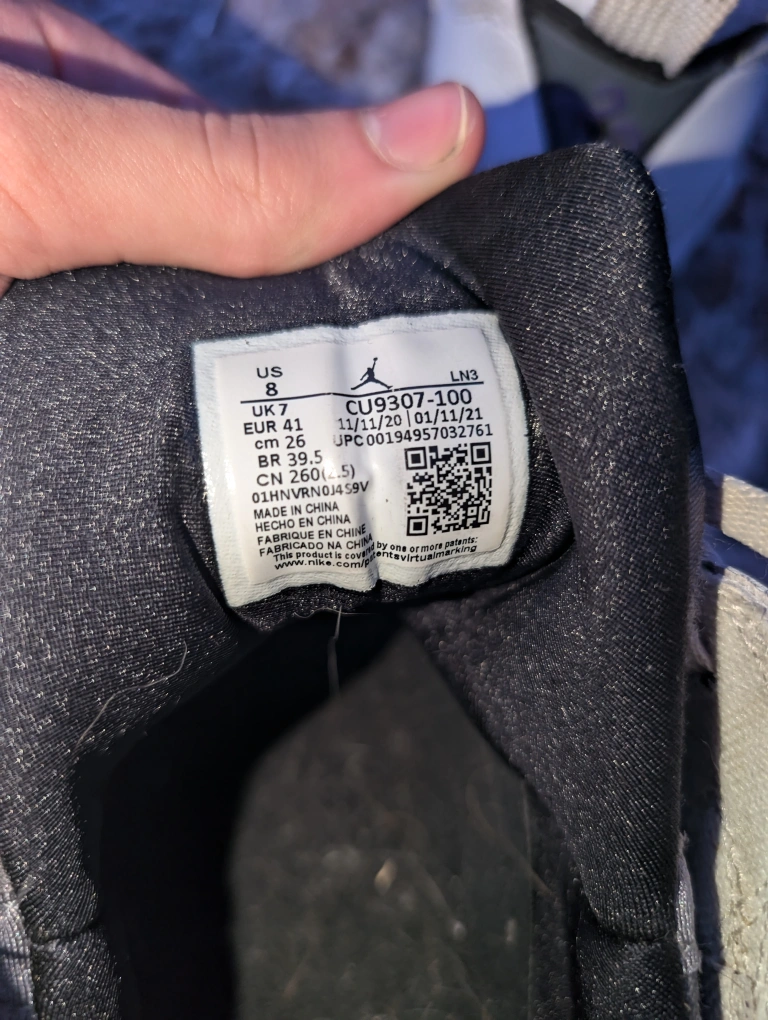 US
8
LN3
UK 7
CU9307-100
EUR 41
11/11/20 | 01/11/21
cm 26
UPC 00194957032761
BR 39.5
CN 260(2.5)
01HNVRN0J4S9V
MADE IN CHINA
HECHO EN CHINA
FABRIQUE EN CHINE
FABRICADO NA CHINA
This product is covered by one or more patents:
www.nike.com/patentsvirtualmarking